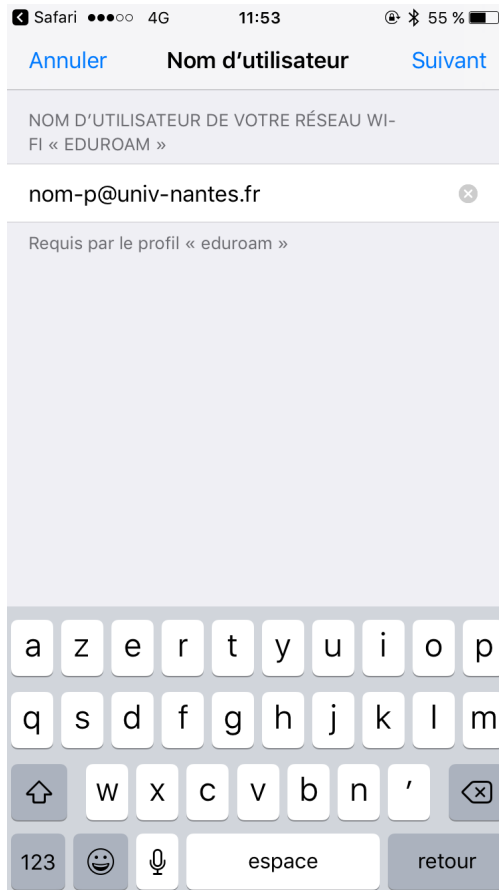 Safari 4G 11:53 55 %
Annuler Nom d’utilisateur Suivant
NOM D’UTILISATEUR DE VOTRE RÉSEAU WI-
FI « EDUROAM »
nom-p@univ-nantes.fr
Requis par le profil « eduroam »
a z e r t y u i o p
q s d f g h j k l m
w x c v b n ’
123 espace retour